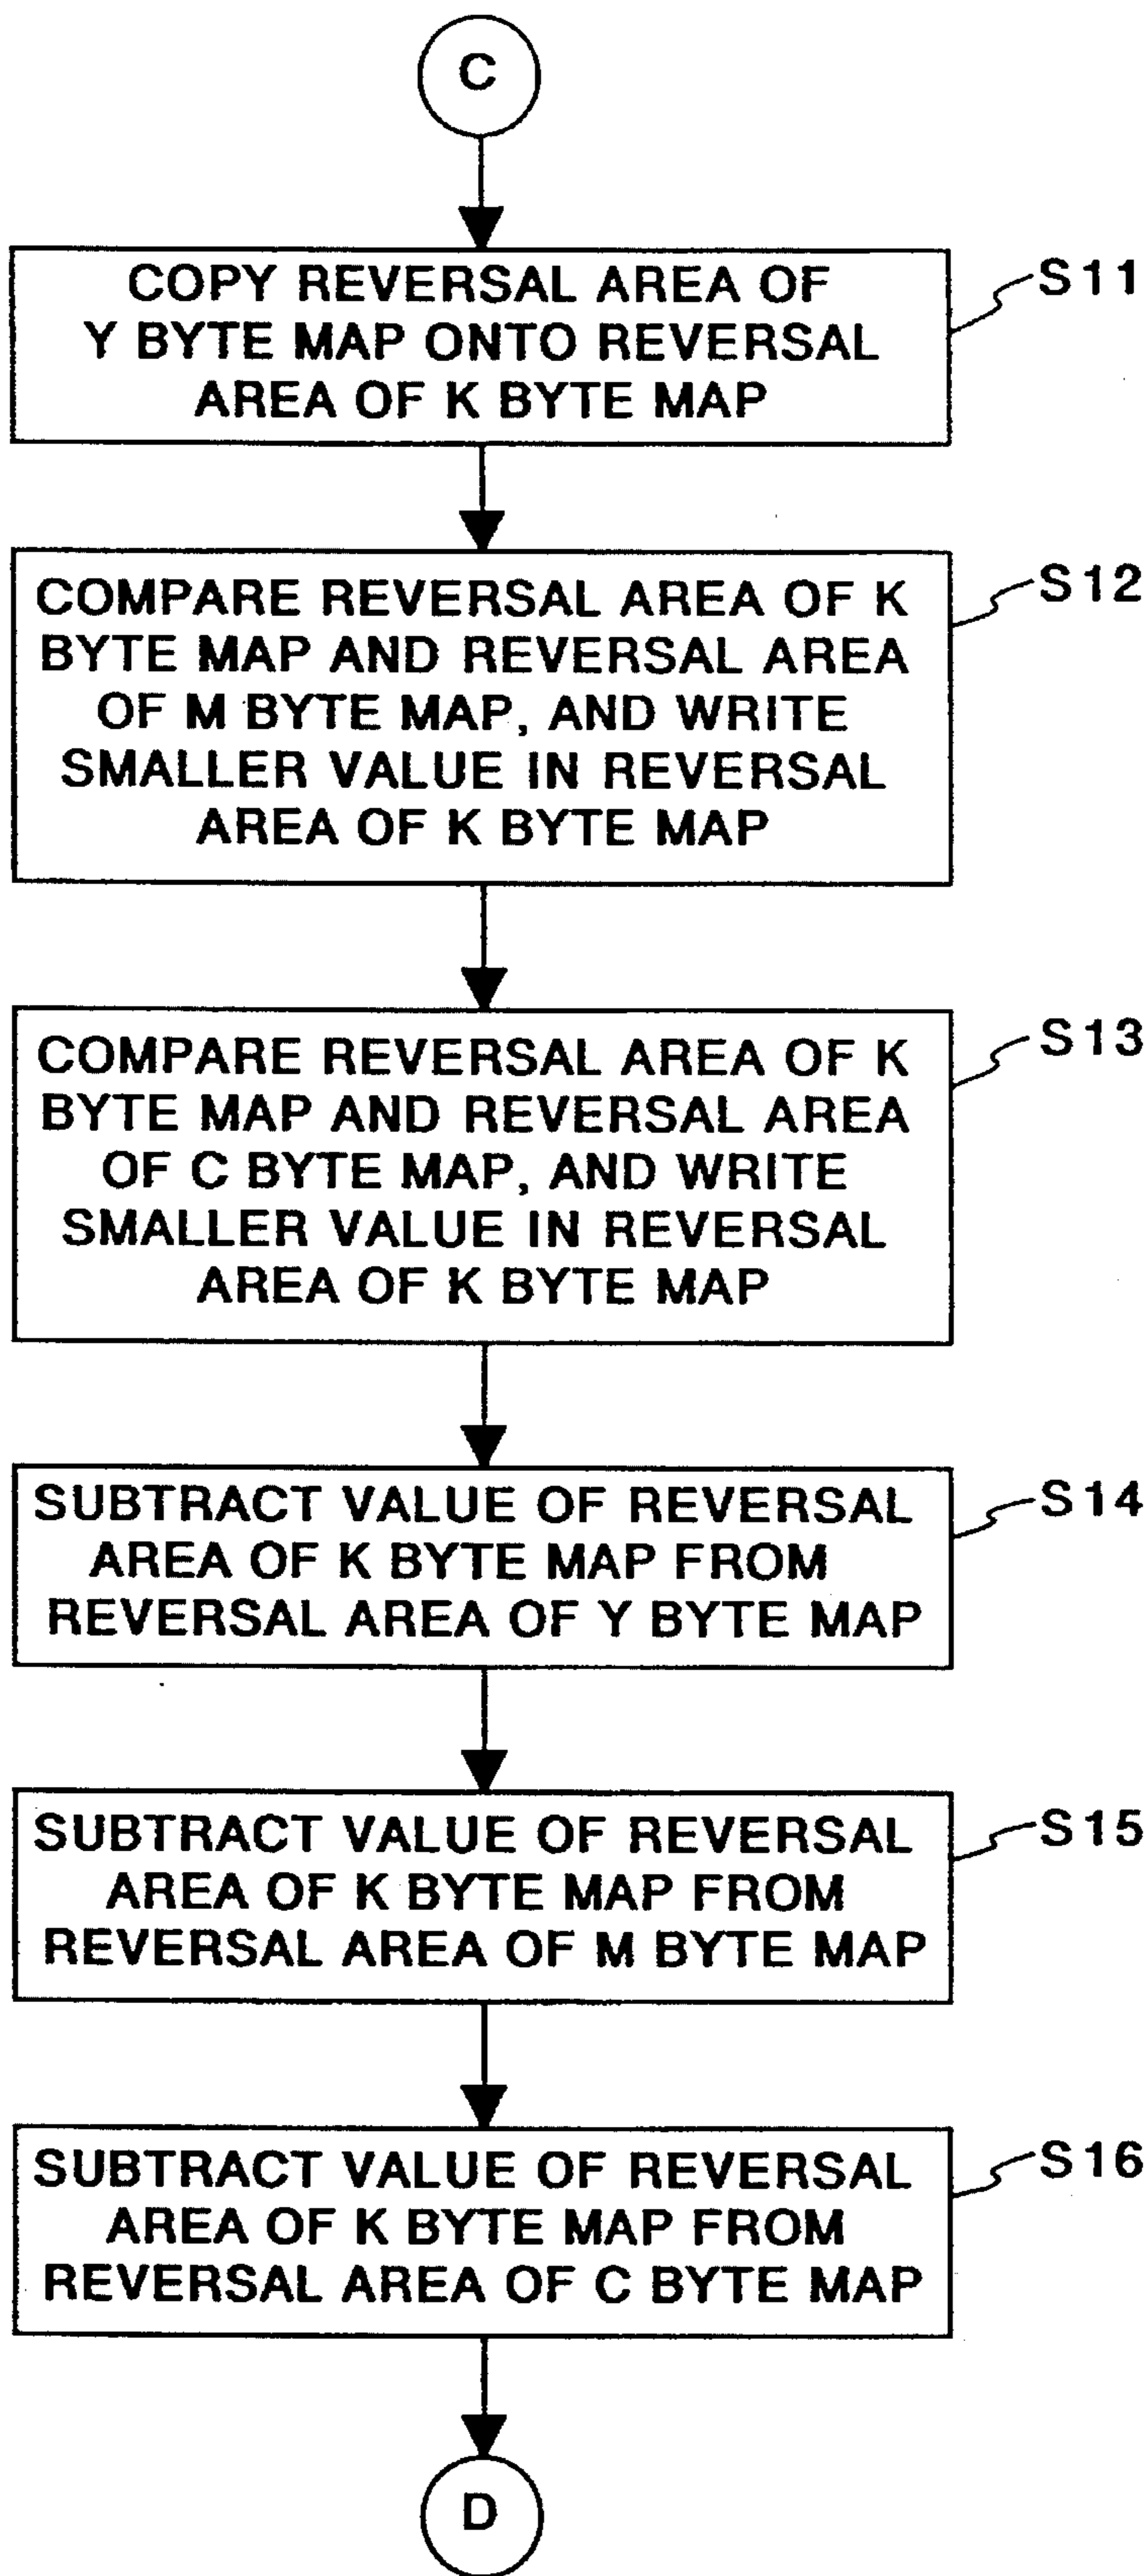 C
COPY REVERSAL AREA OF
Y BYTE MAP ONTO REVERSAL
AREA OF K BYTE MAP
S11
COMPARE REVERSAL AREA OF K
BYTE MAP AND REVERSAL AREA
OF M BYTE MAP, AND WRITE
SMALLER VALUE IN REVERSAL
AREA OF K BYTE MAP
S12
COMPARE REVERSAL AREA OF K
BYTE MAP AND REVERSAL AREA
OF C BYTE MAP, AND WRITE
SMALLER VALUE IN REVERSAL
AREA OF K BYTE MAP
S13
SUBTRACT VALUE OF REVERSAL
AREA OF K BYTE MAP FROM
REVERSAL AREA OF Y BYTE MAP
S14
SUBTRACT VALUE OF REVERSAL
AREA OF K BYTE MAP FROM
REVERSAL AREA OF M BYTE MAP
S15
SUBTRACT VALUE OF REVERSAL
AREA OF K BYTE MAP FROM
REVERSAL AREA OF C BYTE MAP
S16
D